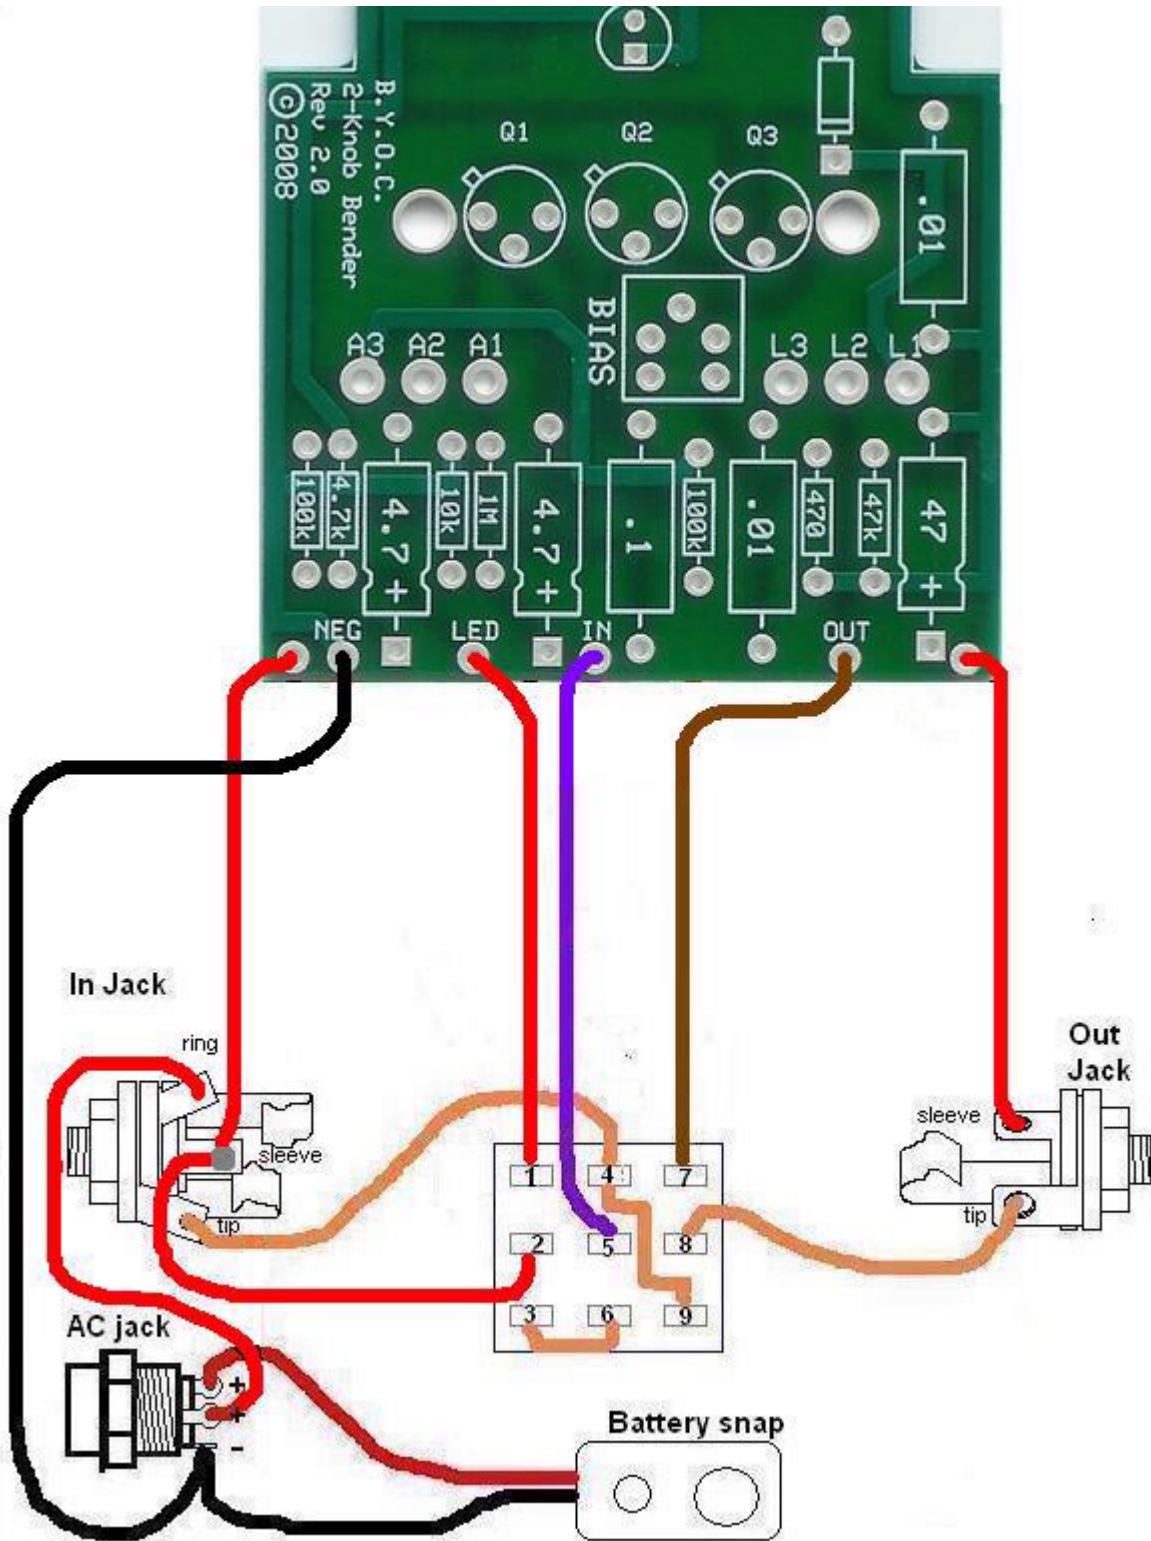 B.Y.O.C.
2-Knob Bender
Rev 2.0
©2008
Q1
Q2
Q3
.01
BIAS
A3
A2
A1
L3
L2
L1
100k
4.7k
4.7
+
10k
1M
4.7
+
.1
100k
.01
470
47k
47
+
NEG
LED
IN
OUT
In Jack
ring
sleeve
tip
Out
Jack
sleeve
tip
1
4
7
2
5
8
3
6
9
AC jack
+
+
-
Battery snap